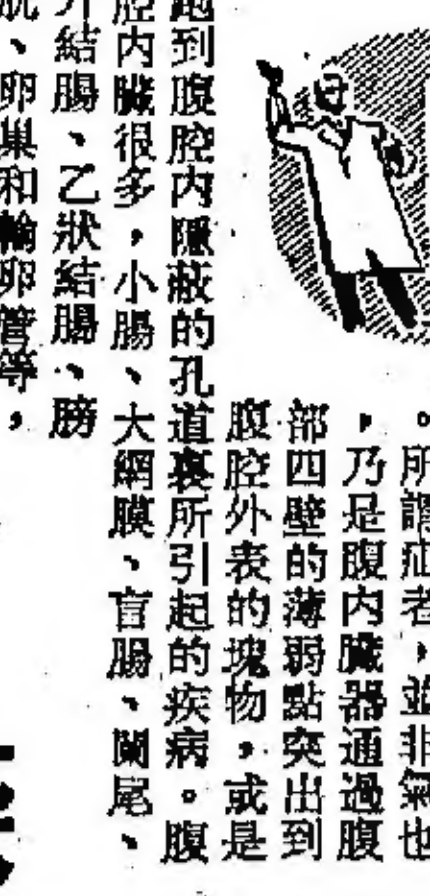 。所謂疝者，並非氣也
，乃是腹內臟器通過腹
部四壁的薄弱點突出到
腹腔外表的塊物，或是
跑到腹腔內隱蔽的孔道裏所引起的疾病。腹
腔內臟很多，小腸、大網膜、盲腸、闌尾、
升結腸、乙狀結腸、膀
胱、卵巢和輸卵管等，